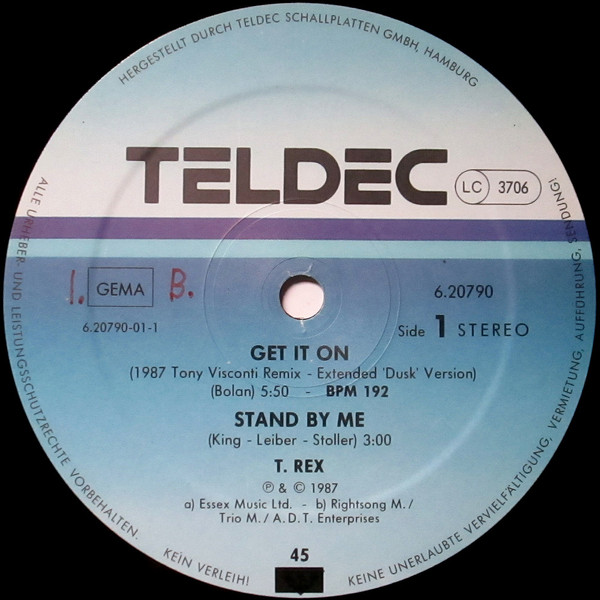 HERGESTELLT DURCH TELDEC SCHALLPLATTEN GMBH, HAMBURG
TELDEC
LC 3706
1. GEMA B.
6.20790
6.20790-01-1
Side 1 STEREO
GET IT ON
(1987 Tony Visconti Remix - Extended 'Dusk' Version)
(Bolan) 5:50 - BPM 192
STAND BY ME
(King - Leiber - Stoller) 3:00
T. REX
℗ & © 1987
a) Essex Music Ltd. - b) Rightsong M./
Trio M./A.D.T. Enterprises
45
ALLE URHEBER- UND LEISTUNGSSCHUTZRECHTE VORBEHALTEN.
KEIN VERLEIH!
KEINE UNERLAUBTE VERVIELFÄLTIGUNG, VERMIETUNG, AUFFÜHRUNG, SENDUNG!